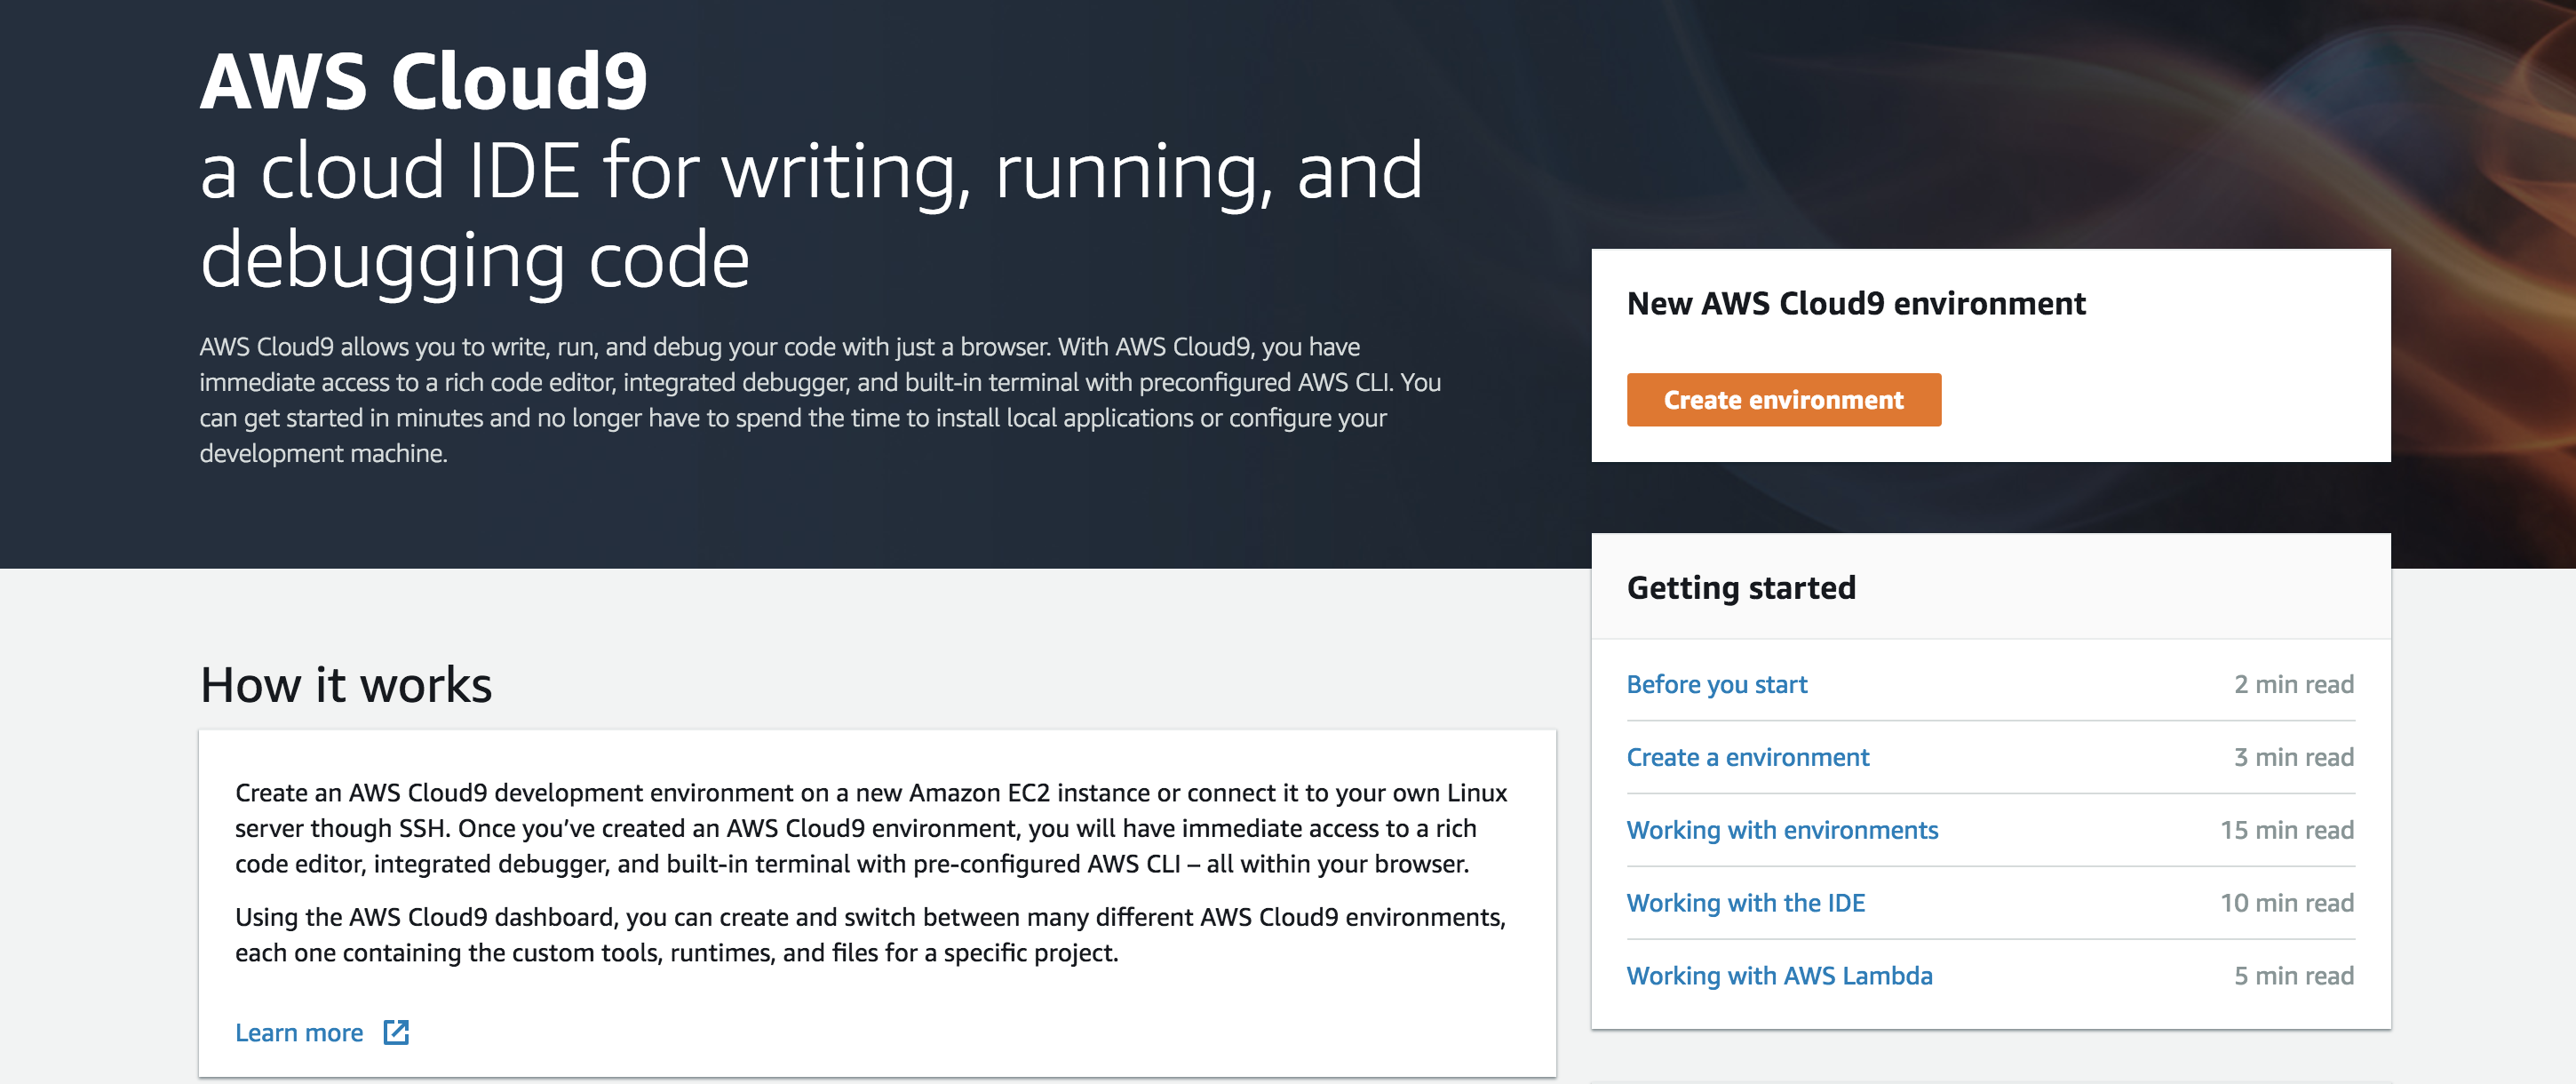 AWS Cloud9
a cloud IDE for writing, running, and
debugging code
AWS Cloud9 allows you to write, run, and debug your code with just a browser. With AWS Cloud9, you have
immediate access to a rich code editor, integrated debugger, and built-in terminal with preconfigured AWS CLI. You
can get started in minutes and no longer have to spend the time to install local applications or configure your
development machine.
New AWS Cloud9 environment
Create environment
How it works
Create an AWS Cloud9 development environment on a new Amazon EC2 instance or connect it to your own Linux
server though SSH. Once you’ve created an AWS Cloud9 environment, you will have immediate access to a rich
code editor, integrated debugger, and built-in terminal with pre-configured AWS CLI – all within your browser.
Using the AWS Cloud9 dashboard, you can create and switch between many different AWS Cloud9 environments,
each one containing the custom tools, runtimes, and files for a specific project.
Learn more
Getting started
Before you start 2 min read
Create a environment 3 min read
Working with environments 15 min read
Working with the IDE 10 min read
Working with AWS Lambda 5 min read